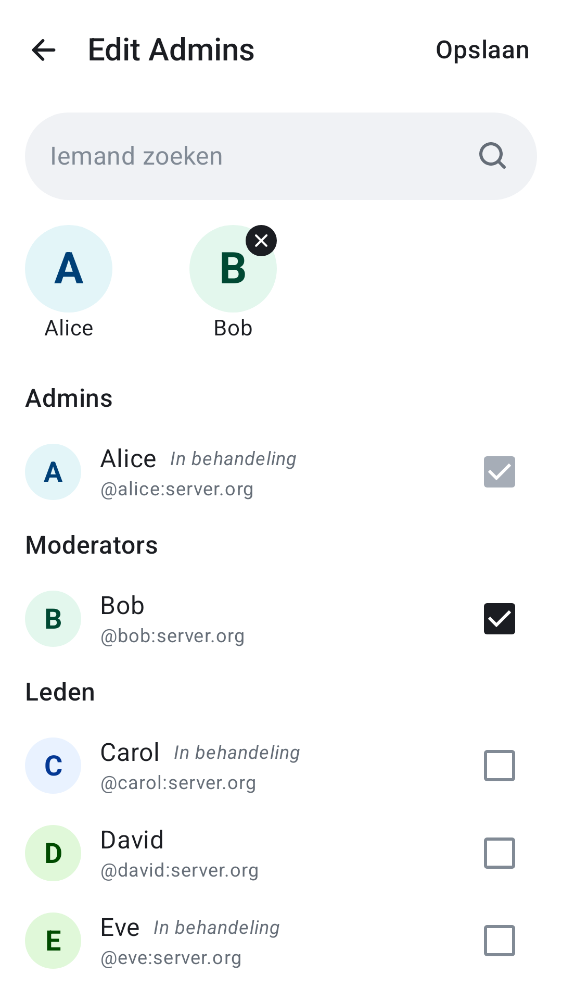 Edit Admins Opslaan
Iemand zoeken
A B
Alice Bob
Admins
A Alice In behandeling
@alice:server.org
Moderators
B Bob
@bob:server.org
Leden
C Carol In behandeling
@carol:server.org
D David
@david:server.org
E Eve In behandeling
@eve:server.org